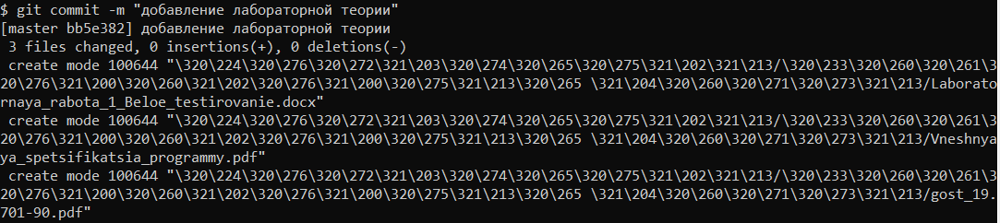 $ git commit -m "добавление лабораторной теории"
[master bb5e382] добавление лабораторной теории
 3 files changed, 0 insertions(+), 0 deletions(-)
 create mode 100644 "\320\224\320\276\320\272\321\203\320\274\320\265\320\275\321\202\321\213/\320\233\320\260\320\261\3
20\276\321\200\320\260\321\202\320\276\321\200\320\275\321\213\320\265 \321\204\320\260\320\271\320\273\321\213/Laborato
rnaya_rabota_1_Beloe_testirovanie.docx"
 create mode 100644 "\320\224\320\276\320\272\321\203\320\274\320\265\320\275\321\202\321\213/\320\233\320\260\320\261\3
20\276\321\200\320\260\321\202\320\276\321\200\320\275\321\213\320\265 \321\204\320\260\320\271\320\273\321\213/Vneshnya
ya_spetsifikatsia_programmy.pdf"
 create mode 100644 "\320\224\320\276\320\272\321\203\320\274\320\265\320\275\321\202\321\213/\320\233\320\260\320\261\3
20\276\321\200\320\260\321\202\320\276\321\200\320\275\321\213\320\265 \321\204\320\260\320\271\320\273\321\213/gost_19.
701-90.pdf"